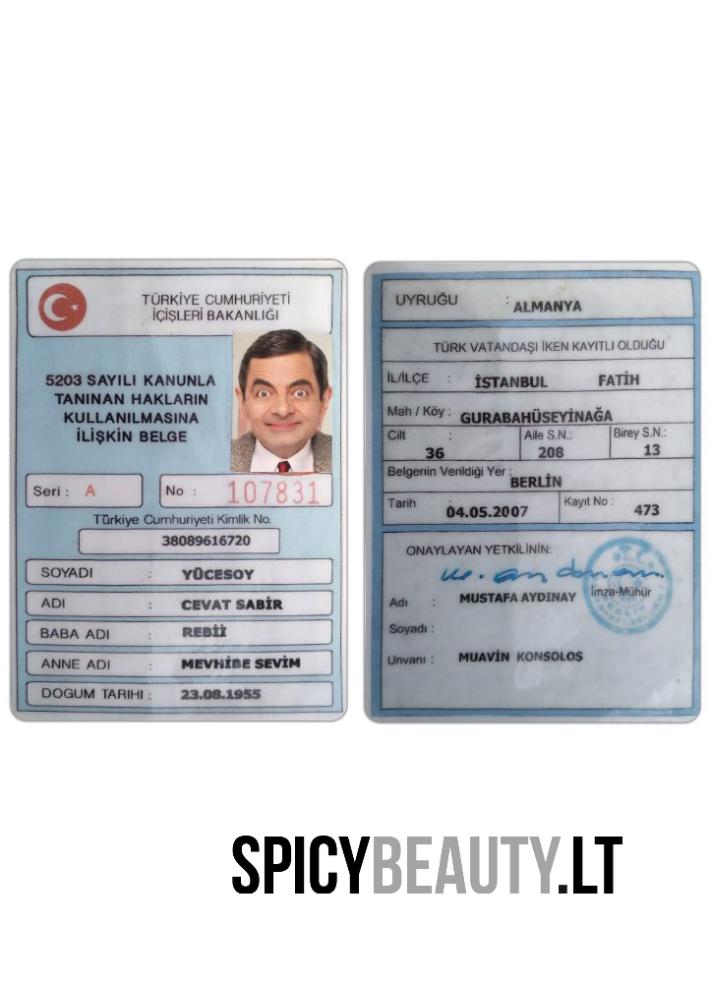 TÜRKİYE CUMHURİYETİ
İÇİŞLERİ BAKANLIĞI
5203 SAYILI KANUNLA
TANINAN HAKLARIN
KULLANILMASINA
İLİŞKİN BELGE
Seri : A No : 107831
Türkiye Cumhuriyeti Kimlik No.
38089616720
SOYADI : YÜCESOY
ADI : CEVAT SABİR
BABA ADI : REBİİ
ANNE ADI : MEVHİBE SEVİM
DOGUM TARIHI : 23.08.1955
UYRUĞU : ALMANYA
TÜRK VATANDAŞI İKEN KAYITLI OLDUĞU
İL/İLÇE : İSTANBUL FATİH
Mah / Köy : GURABAHÜSEYİNAĞA
Cilt : Aile S.N.: Birey S.N.:
36 208 13
Belgenin Verildiği Yer :
BERLİN
Tarih : 04.05.2007 Kayıt No : 473
ONAYLAYAN YETKİLİNİN:
T.C.
İmza-Mühür
Adı : MUSTAFA AYDINAY
Soyadı :
Unvanı : MUAVİN KONSOLOS
SPICYBEAUTY.LT